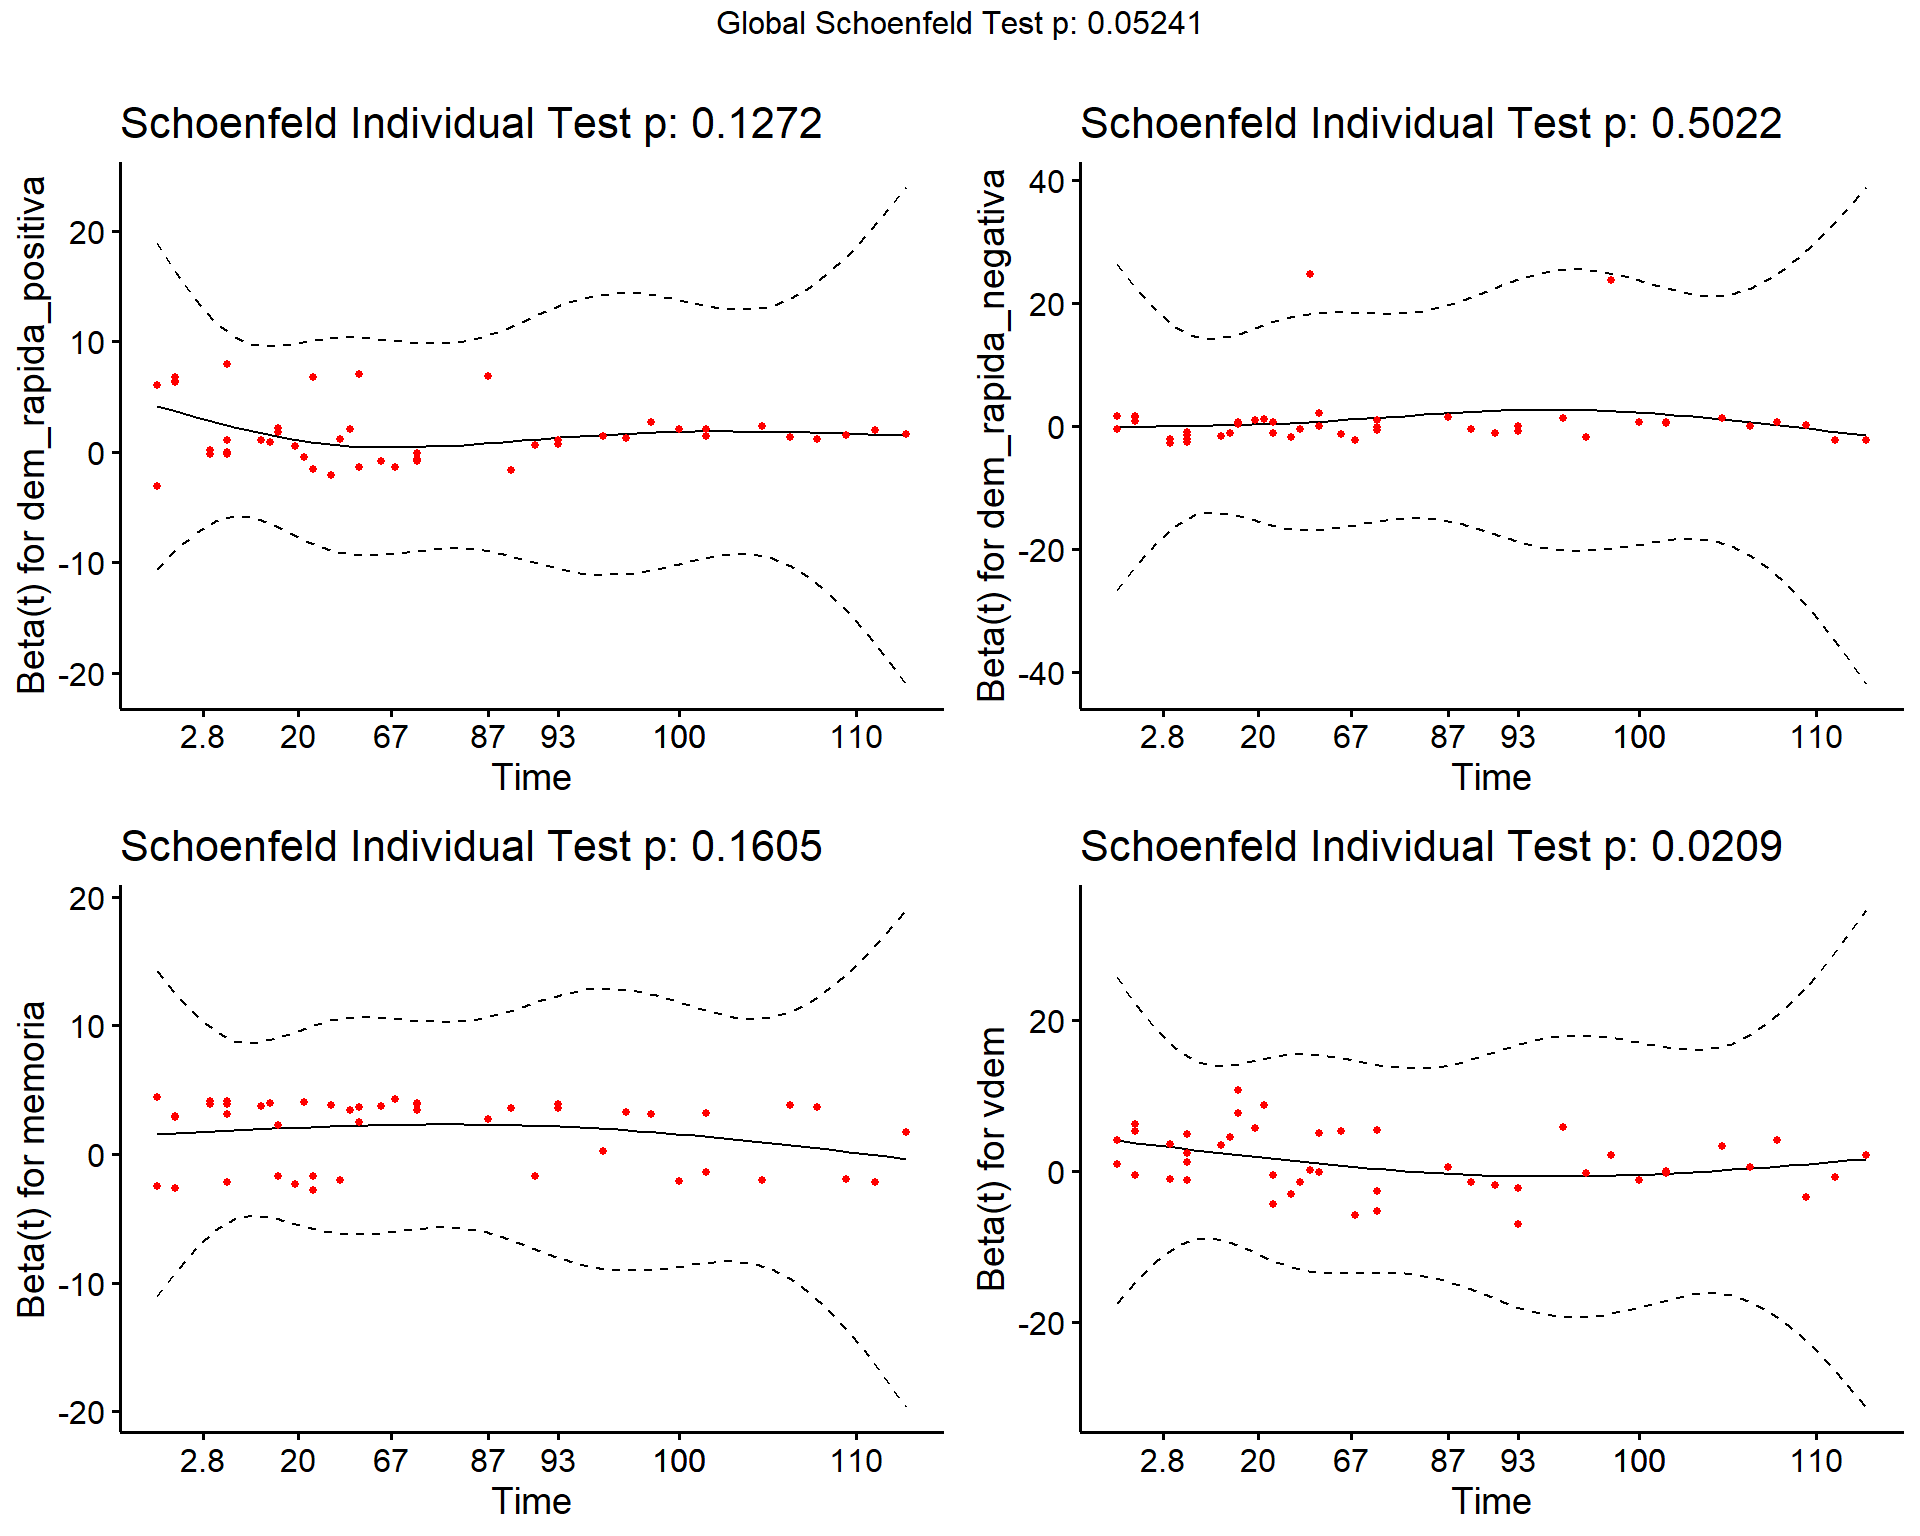 Global Schoenfeld Test p: 0.05241
Schoenfeld Individual Test p: 0.1272
Beta(t) for dem_rapida_positiva
20
10
0
-10
-20
2.8 20 67 87 93 100 110
Time
Schoenfeld Individual Test p: 0.5022
Beta(t) for dem_rapida_negativa
40
20
0
-20
-40
2.8 20 67 87 93 100 110
Time
Schoenfeld Individual Test p: 0.1605
Beta(t) for memoria
20
10
0
-10
-20
2.8 20 67 87 93 100 110
Time
Schoenfeld Individual Test p: 0.0209
Beta(t) for vdem
20
0
-20
2.8 20 67 87 93 100 110
Time